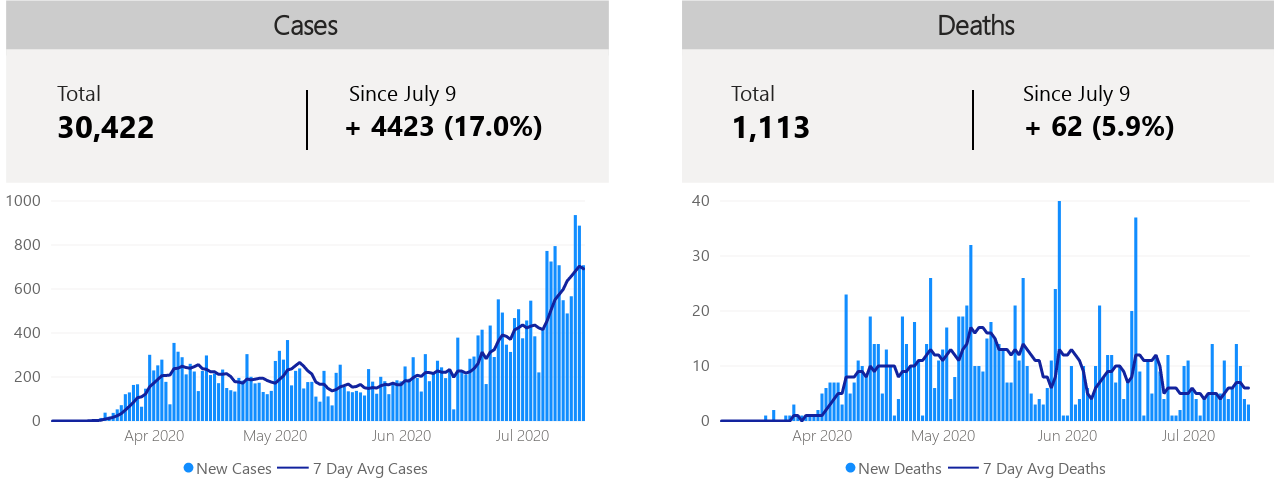 Cases
Total
Since July 9
30,422
+ 4423 (17.0%)
1000
800
600
400
200
0
Apr 2020
May 2020
Jun 2020
Jul 2020
New Cases
7 Day Avg Cases
Deaths
Total
Since July 9
1,113
+ 62 (5.9%)
40
30
20
10
0
Apr 2020
May 2020
Jun 2020
Jul 2020
New Deaths
7 Day Avg Deaths